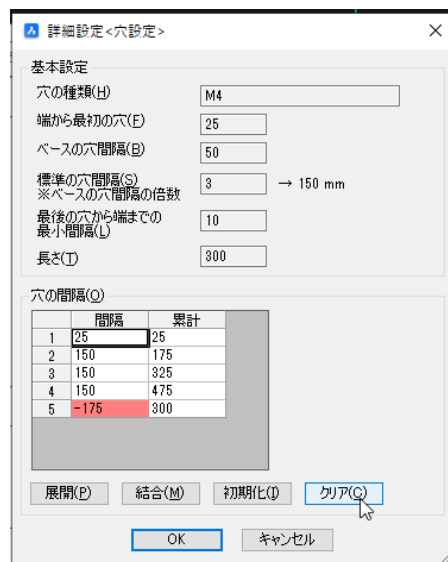 詳細設定<穴設定>
基本設定
穴の種類(H) M4
端から最初の穴(F) 25
ベースの穴間隔(B) 50
標準の穴間隔(S) 3 → 150 mm
※ベースの穴間隔の倍数
最後の穴から端までの 10
最小間隔(L)
長さ(T) 300
穴の間隔(O)
間隔 累計
1 25 25
2 150 175
3 150 325
4 150 475
5 -175 300
展開(P) 結合(M) 初期化(I) クリア(C)
OK キャンセル